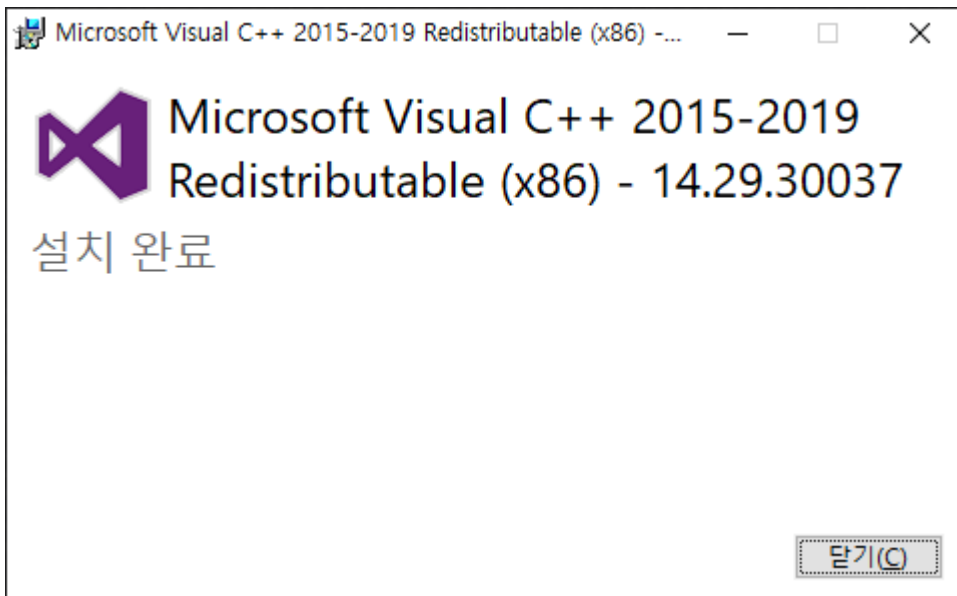 Microsoft Visual C++ 2015-2019 Redistributable (x86) -...
Microsoft Visual C++ 2015-2019
Redistributable (x86) - 14.29.30037
설치 완료
닫기(C)